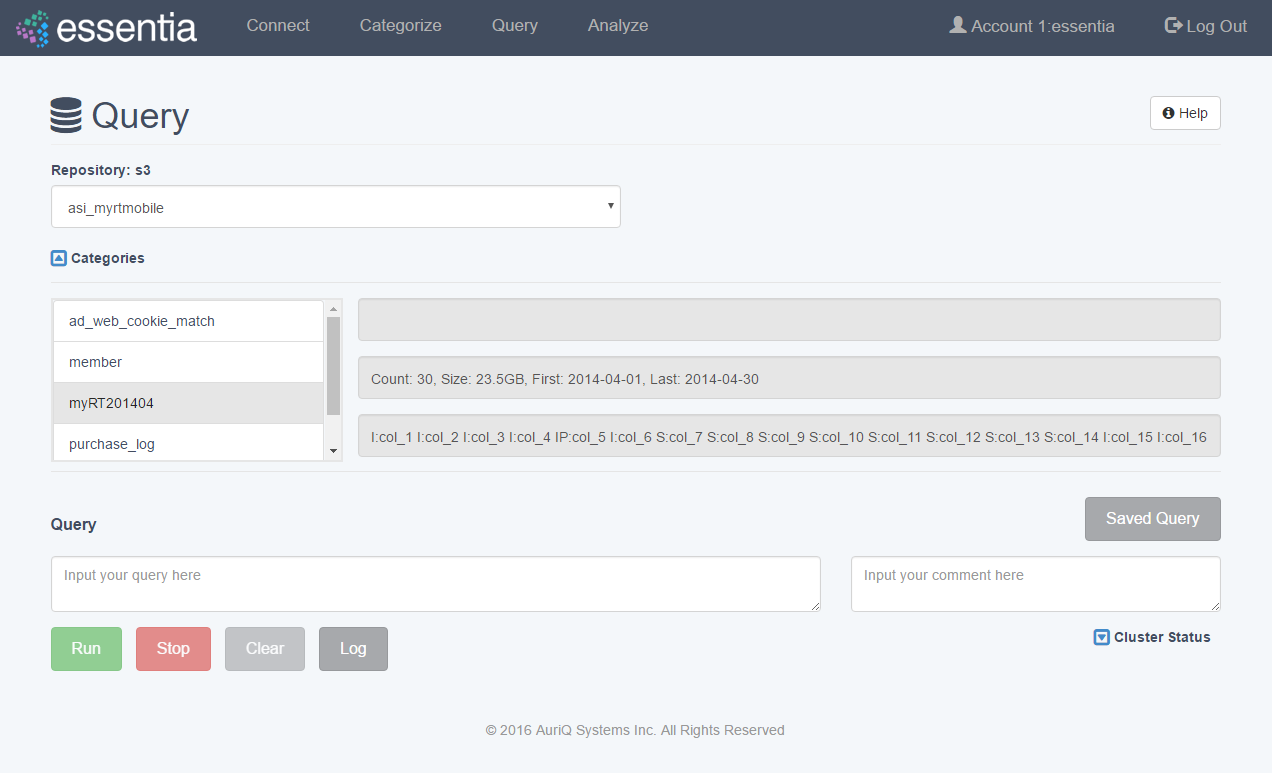 essentia Connect Categorize Query Analyze Account 1:essentia Log Out
Query Help
Repository: s3
asi_myrtmobile
Categories
ad_web_cookie_match
member
myRT201404
purchase_log
Count: 30, Size: 23.5GB, First: 2014-04-01, Last: 2014-04-30
I:col_1 I:col_2 I:col_3 I:col_4 IP:col_5 I:col_6 S:col_7 S:col_8 S:col_9 S:col_10 S:col_11 S:col_12 S:col_13 S:col_14 I:col_15 I:col_16
Query Saved Query
Input your query here Input your comment here
Run Stop Clear Log Cluster Status
© 2016 AuriQ Systems Inc. All Rights Reserved